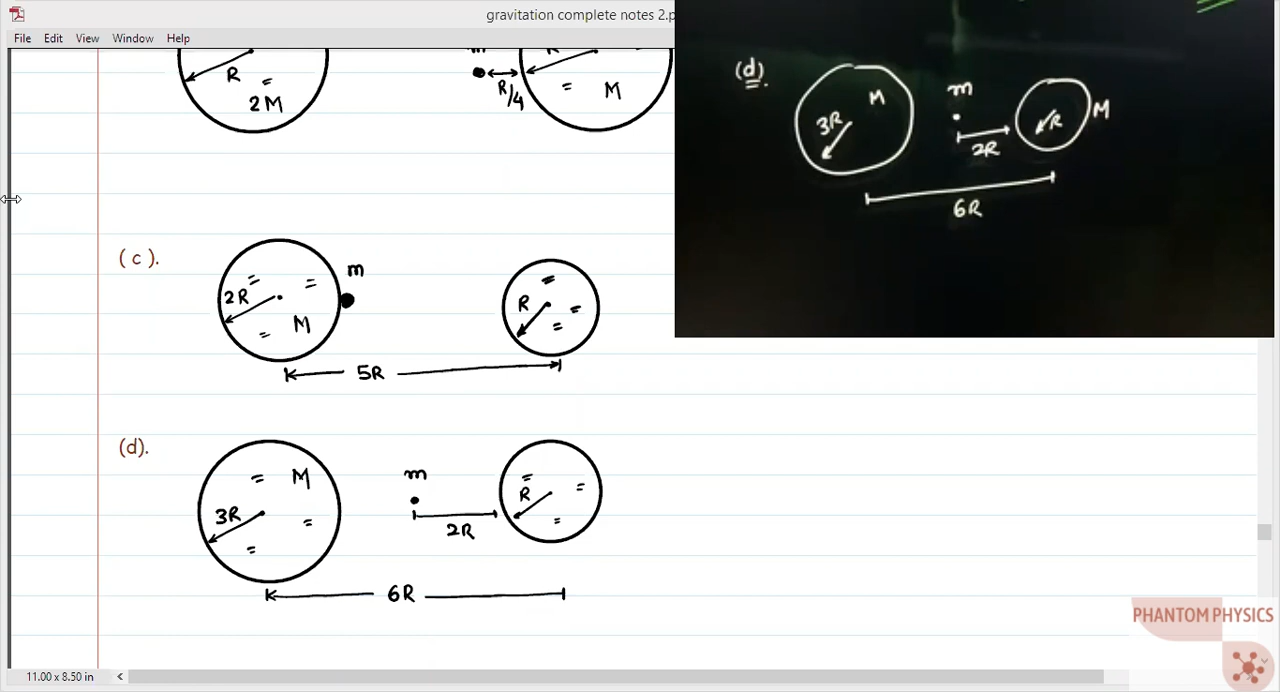 gravitation complete notes 2.p
File Edit View Window Help
R
2M
R/4
M
(d).
3R
M
m
2R
R
M
6R
(c).
2R
M
m
R
5R
(d).
3R
M
m
2R
R
6R
PHANTOM PHYSICS
11.00 x 8.50 in